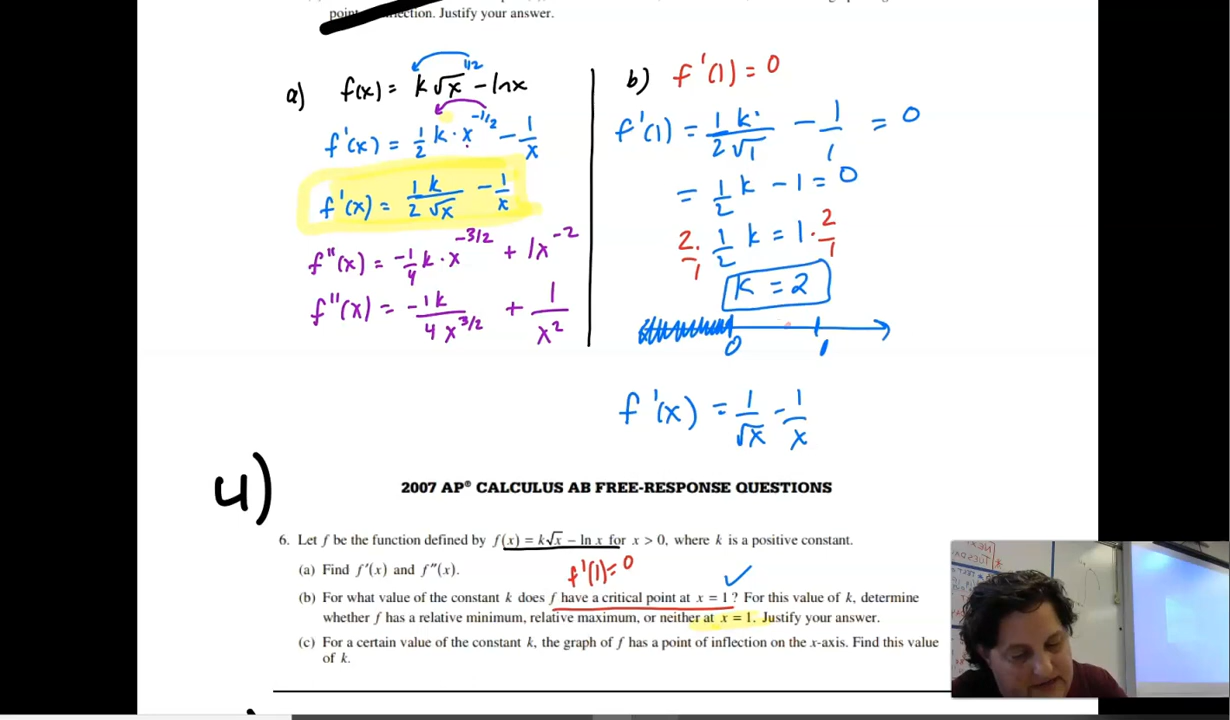 point inflection. Justify your answer.
a) f(x) = k√x - lnx
1/2
f'(x) = 1/2 k · x^-1/2 - 1/x
f'(x) = 1k/2√x - 1/x
f"(x) = -1/4 k · x^-3/2 + 1x^-2
f"(x) = -1k/4x^3/2 + 1/x^2
b) f'(1) = 0
f'(1) = 1k/2√1 - 1/1 = 0
= 1/2 k - 1 = 0
2/1 · 1/2 k = 1 · 2/1
k = 2
0 1
f'(x) = 1/√x - 1/x
4)
2007 AP® CALCULUS AB FREE-RESPONSE QUESTIONS
6. Let f be the function defined by f(x) = k√x - ln x for x > 0, where k is a positive constant.
(a) Find f'(x) and f"(x).
f'(1)=0
(b) For what value of the constant k does f have a critical point at x = 1? For this value of k, determine
whether f has a relative minimum, relative maximum, or neither at x = 1. Justify your answer.
(c) For a certain value of the constant k, the graph of f has a point of inflection on the x-axis. Find this value
of k.